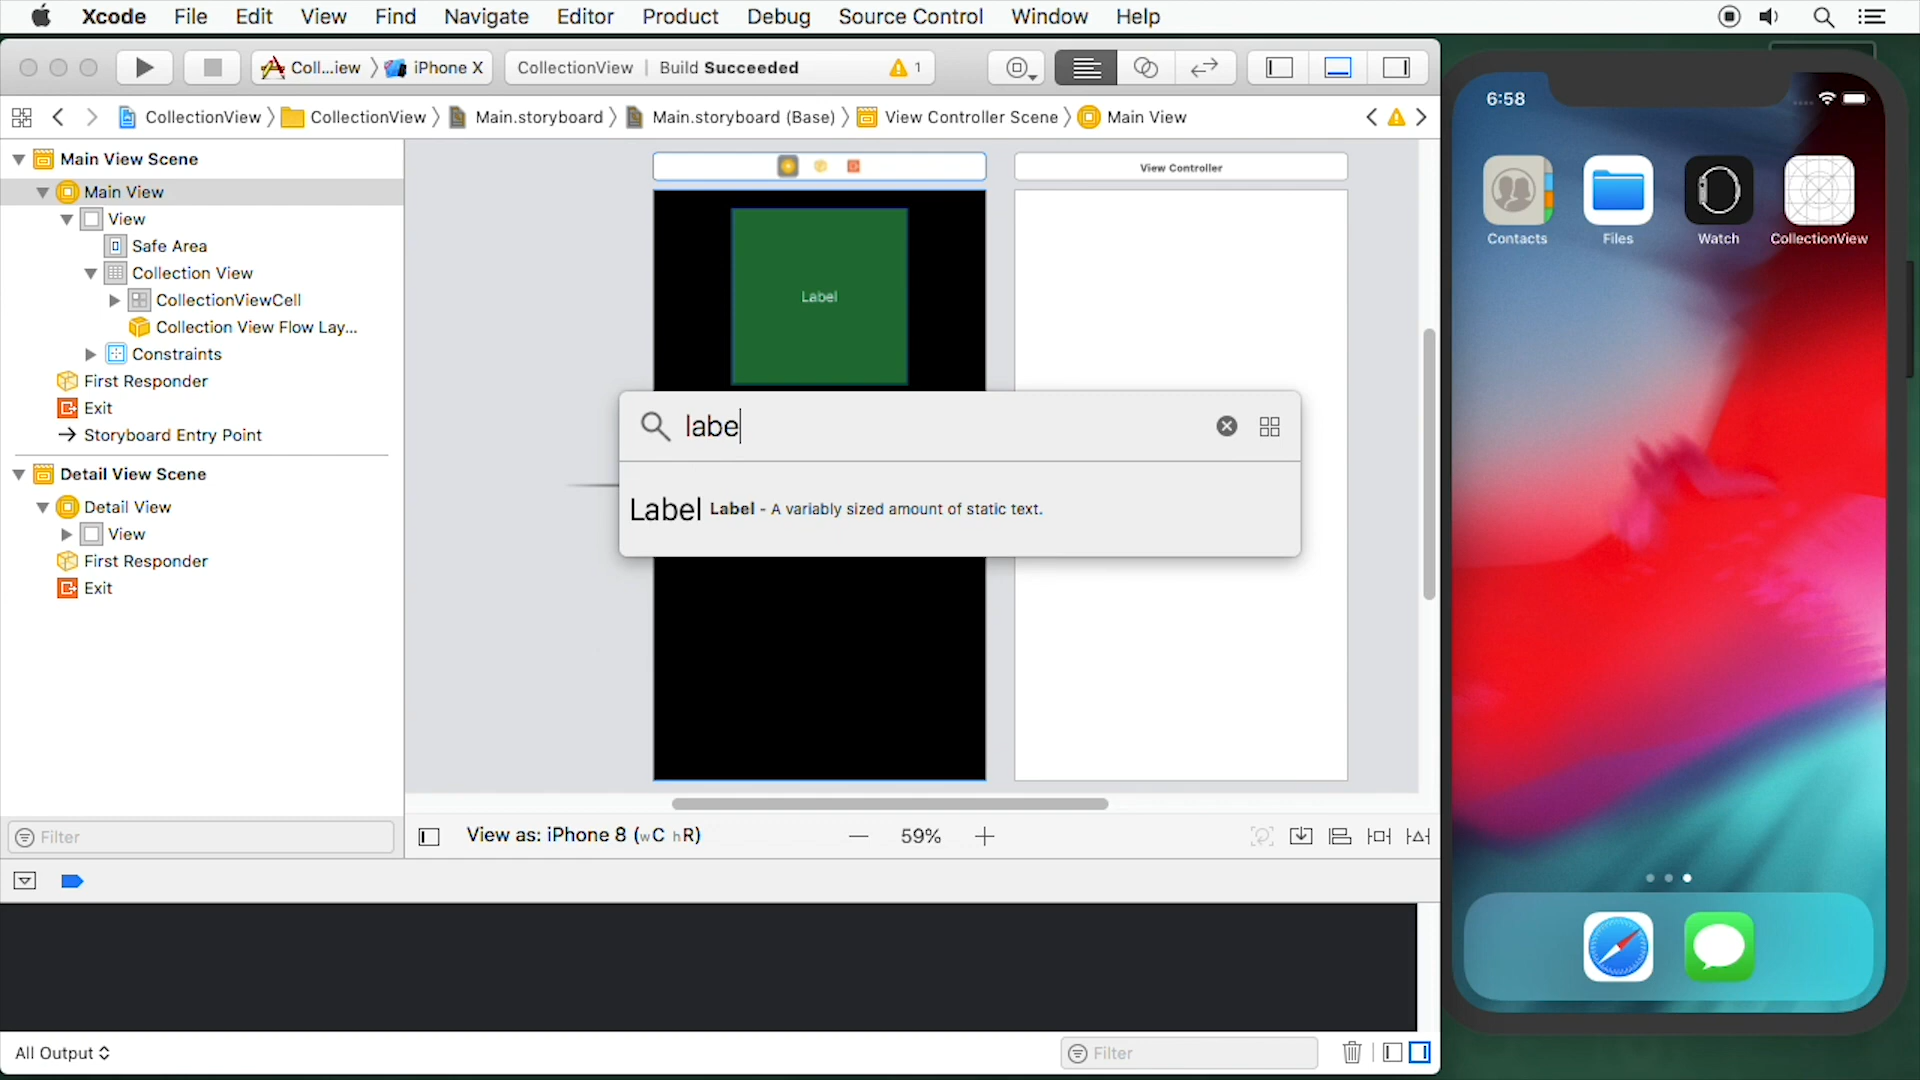 Xcode File Edit View Find Navigate Editor Product Debug Source Control Window Help
Coll...iew iPhone X CollectionView Build Succeeded 1
CollectionView CollectionView Main.storyboard Main.storyboard (Base) View Controller Scene Main View
Main View Scene
Main View
View
Safe Area
Collection View
CollectionViewCell
Collection View Flow Lay...
Constraints
First Responder
Exit
Storyboard Entry Point
Detail View Scene
Detail View
View
First Responder
Exit
Filter
View Controller
Label
labe
Label Label - A variably sized amount of static text.
View as: iPhone 8 (wC hR)
59%
All Output
Filter
6:58
Contacts
Files
Watch
CollectionView